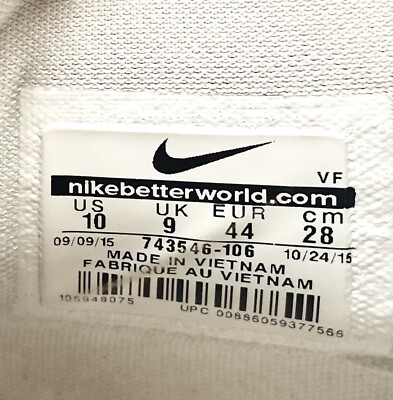 VF
nikebetterworld.com
US UK EUR cm
10 9 44 28
09/09/15 743546-106 10/24/15
MADE IN VIETNAM
FABRIQUE AU VIETNAM
105948075
UPC 00886059377566